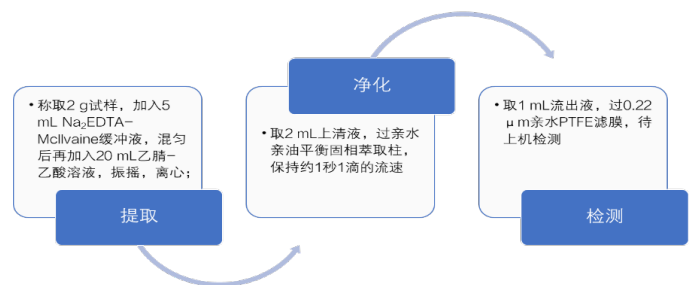 • 称取2 g试样，加入5
mL Na₂EDTA-
McIlvaine缓冲液，混匀
后再加入20 mL乙腈-
乙酸溶液，振摇，离心；
提取
净化
• 取2 mL上清液，过亲水
亲油平衡固相萃取柱，
保持约1秒1滴的流速
• 取1 mL流出液，过0.22
μm亲水PTFE滤膜，待
上机检测
检测